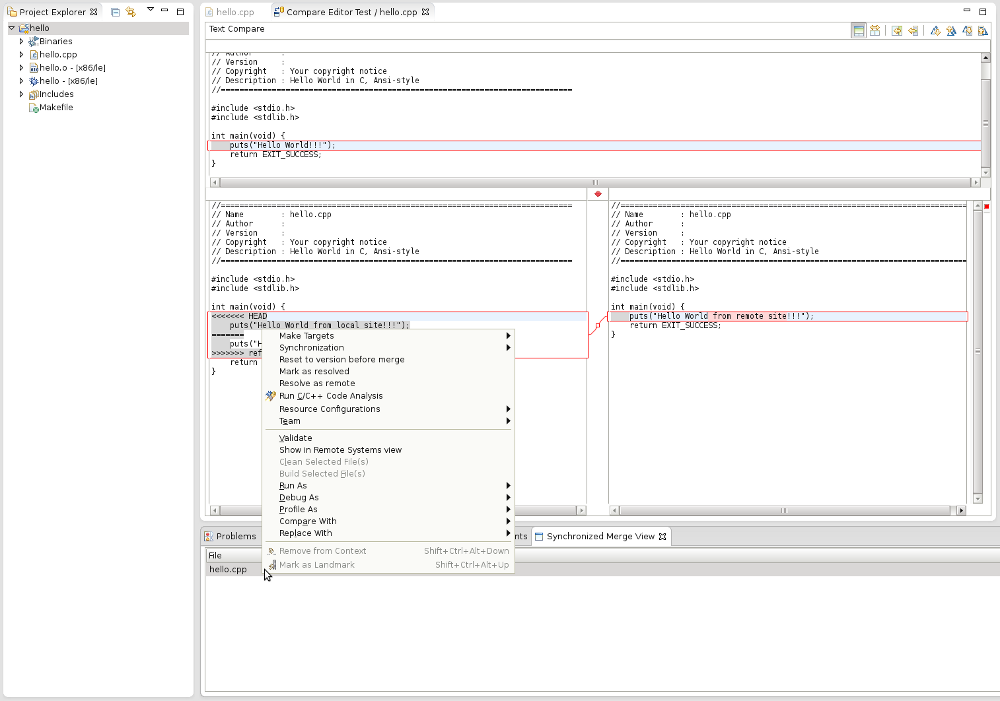 Project Explorer
hello
Binaries
hello.cpp
hello.o - [x86/le]
hello - [x86/le]
Includes
Makefile
hello.cpp
Compare Editor Test / hello.cpp
Text Compare
// Author      :
// Version     :
// Copyright   : Your copyright notice
// Description : Hello World in C, Ansi-style
//============================================================================
#include <stdio.h>
#include <stdlib.h>
int main(void) {
    puts("Hello World!!!");
    return EXIT_SUCCESS;
}
//============================================================================
// Name        : hello.cpp
// Author      :
// Version     :
// Copyright   : Your copyright notice
// Description : Hello World in C, Ansi-style
//============================================================================
#include <stdio.h>
#include <stdlib.h>
int main(void) {
<<<<<<< HEAD
    puts("Hello World from local site!!!");
=======
    puts("H
>>>>>>> ref
    return
}
//============================================================================
// Name        : hello.cpp
// Author      :
// Version     :
// Copyright   : Your copyright notice
// Description : Hello World in C, Ansi-style
//============================================================================
#include <stdio.h>
#include <stdlib.h>
int main(void) {
    puts("Hello World from remote site!!!");
    return EXIT_SUCCESS;
}
Make Targets
Synchronization
Reset to version before merge
Mark as resolved
Resolve as remote
Run C/C++ Code Analysis
Resource Configurations
Team
Validate
Show in Remote Systems view
Clean Selected File(s)
Build Selected File(s)
Run As
Debug As
Profile As
Compare With
Replace With
Remove from Context Shift+Ctrl+Alt+Down
Mark as Landmark Shift+Ctrl+Alt+Up
Problems
nts
Synchronized Merge View
File
hello.cpp